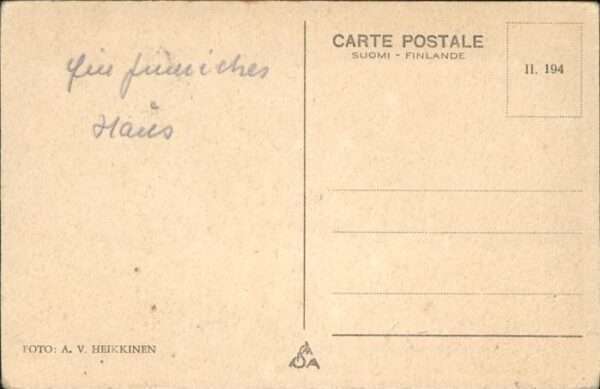 Ein finnisches
Haus
CARTE POSTALE
SUOMI - FINLANDE
II. 194
FOTO: A. V. HEIKKINEN